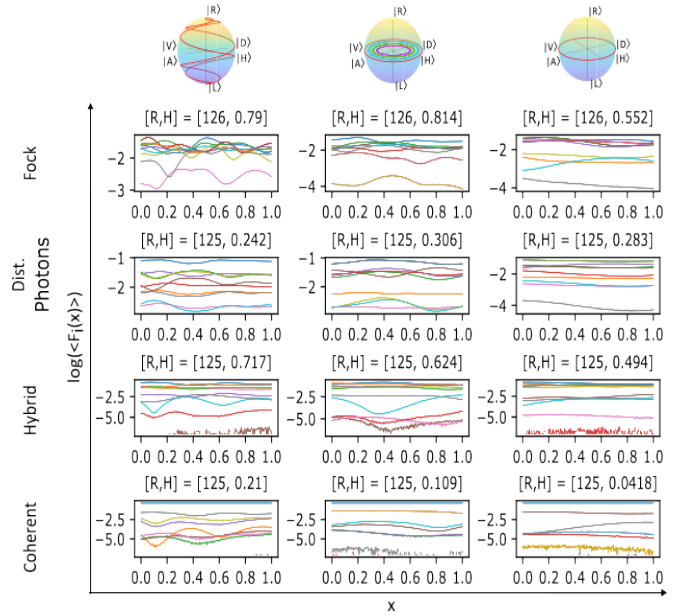 |R⟩ |R⟩ |R⟩
|V⟩ |D⟩ |V⟩ |D⟩ |V⟩ |D⟩
|A⟩ |H⟩ |A⟩ |H⟩ |A⟩ |H⟩
|L⟩ |L⟩ |L⟩
[R,H] = [126, 0.79] [R,H] = [126, 0.814] [R,H] = [126, 0.552]
Fock
−2 −2 −2
−3 −4 −4
0.0 0.2 0.4 0.6 0.8 1.0 0.0 0.2 0.4 0.6 0.8 1.0 0.0 0.2 0.4 0.6 0.8 1.0
[R,H] = [125, 0.242] [R,H] = [125, 0.306] [R,H] = [125, 0.283]
Dist.
Photons
−1 −1 −2
−2 −2 −4
0.0 0.2 0.4 0.6 0.8 1.0 0.0 0.2 0.4 0.6 0.8 1.0 0.0 0.2 0.4 0.6 0.8 1.0
log(<Fᵢ(x)>)
[R,H] = [125, 0.717] [R,H] = [125, 0.624] [R,H] = [125, 0.494]
Hybrid
−2.5 −2.5 −2.5
−5.0 −5.0 −5.0
0.0 0.2 0.4 0.6 0.8 1.0 0.0 0.2 0.4 0.6 0.8 1.0 0.0 0.2 0.4 0.6 0.8 1.0
[R,H] = [125, 0.21] [R,H] = [125, 0.109] [R,H] = [125, 0.0418]
Coherent
−2.5 −2.5 −2.5
−5.0 −5.0 −5.0
0.0 0.2 0.4 0.6 0.8 1.0 0.0 0.2 0.4 0.6 0.8 1.0 0.0 0.2 0.4 0.6 0.8 1.0
x